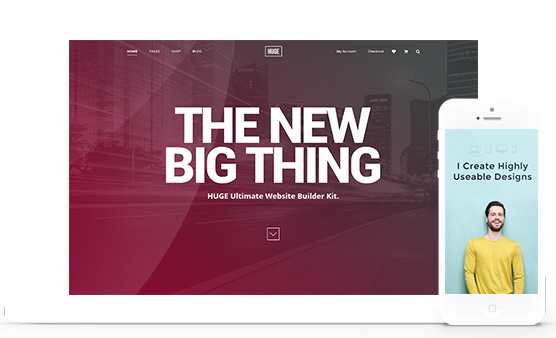 HOME PAGES SHOP BLOG HUGE My Account Checkout
THE NEW
BIG THING
HUGE Ultimate Website Builder Kit.
I Create Highly
Useable Designs